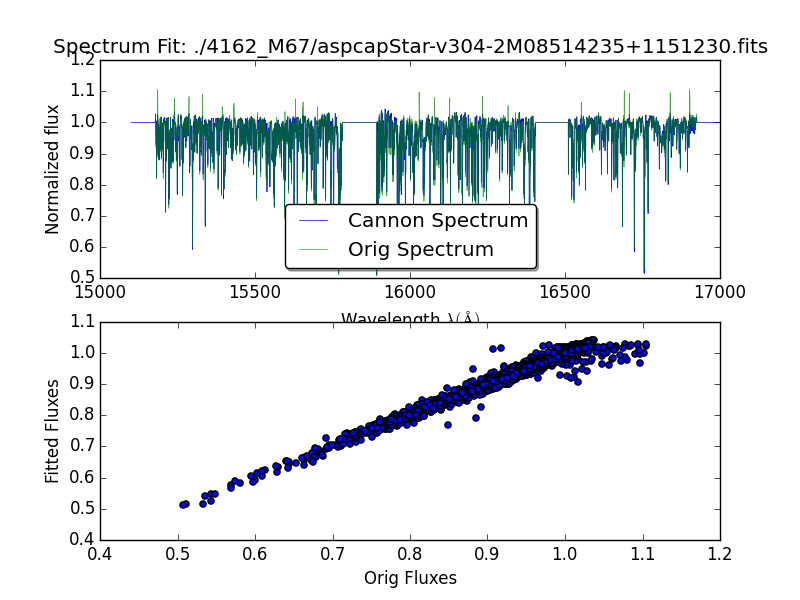 Spectrum Fit: ./4162_M67/aspcapStar-v304-2M08514235+1151230.fits
Normalized flux
1.2
1.1
1.0
0.9
0.8
0.7
0.6
0.5
Cannon Spectrum
Orig Spectrum
15000 15500 16000 16500 17000
Wavelength λ(Å)
Fitted Fluxes
1.1
1.0
0.9
0.8
0.7
0.6
0.5
0.4
0.4 0.5 0.6 0.7 0.8 0.9 1.0 1.1 1.2
Orig Fluxes